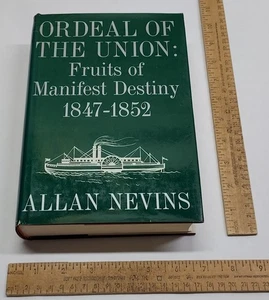 ORDEAL OF
THE UNION:
Fruits of
Manifest Destiny
1847-1852
ALLAN NEVINS